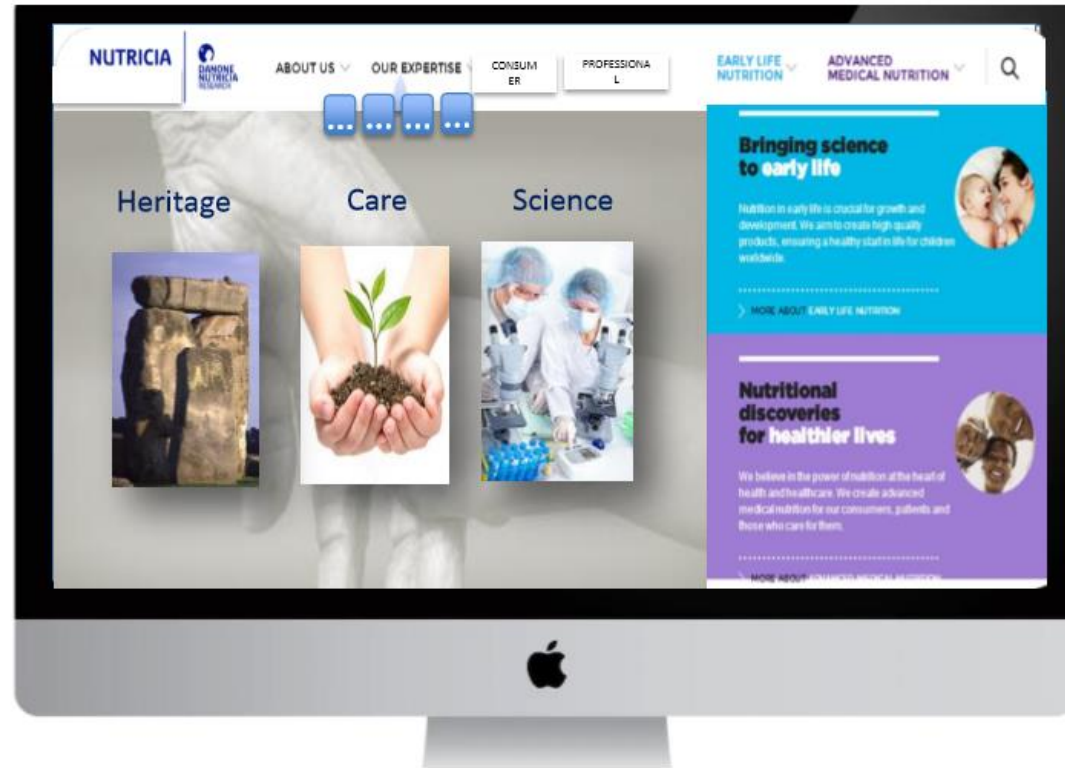 NUTRICIA
DANONE
NUTRICIA
RESEARCH
ABOUT US
OUR EXPERTISE
CONSUM
ER
PROFESSIONA
L
EARLY LIFE
NUTRITION
ADVANCED
MEDICAL NUTRITION
... ... ... ...
Heritage
Care
Science
Bringing science
to early life
Nutrition in early life is crucial for growth and
development. We aim to create high quality
products, ensuring a healthy start in life for children
worldwide.
MORE ABOUT EARLY LIFE NUTRITION
Nutritional
discoveries
for healthier lives
We believe in the power of nutrition at the heart of
health and healthcare. We create advanced
medical nutrition for our consumers, patients and
those who care for them.
MORE ABOUT ADVANCED MEDICAL NUTRITION